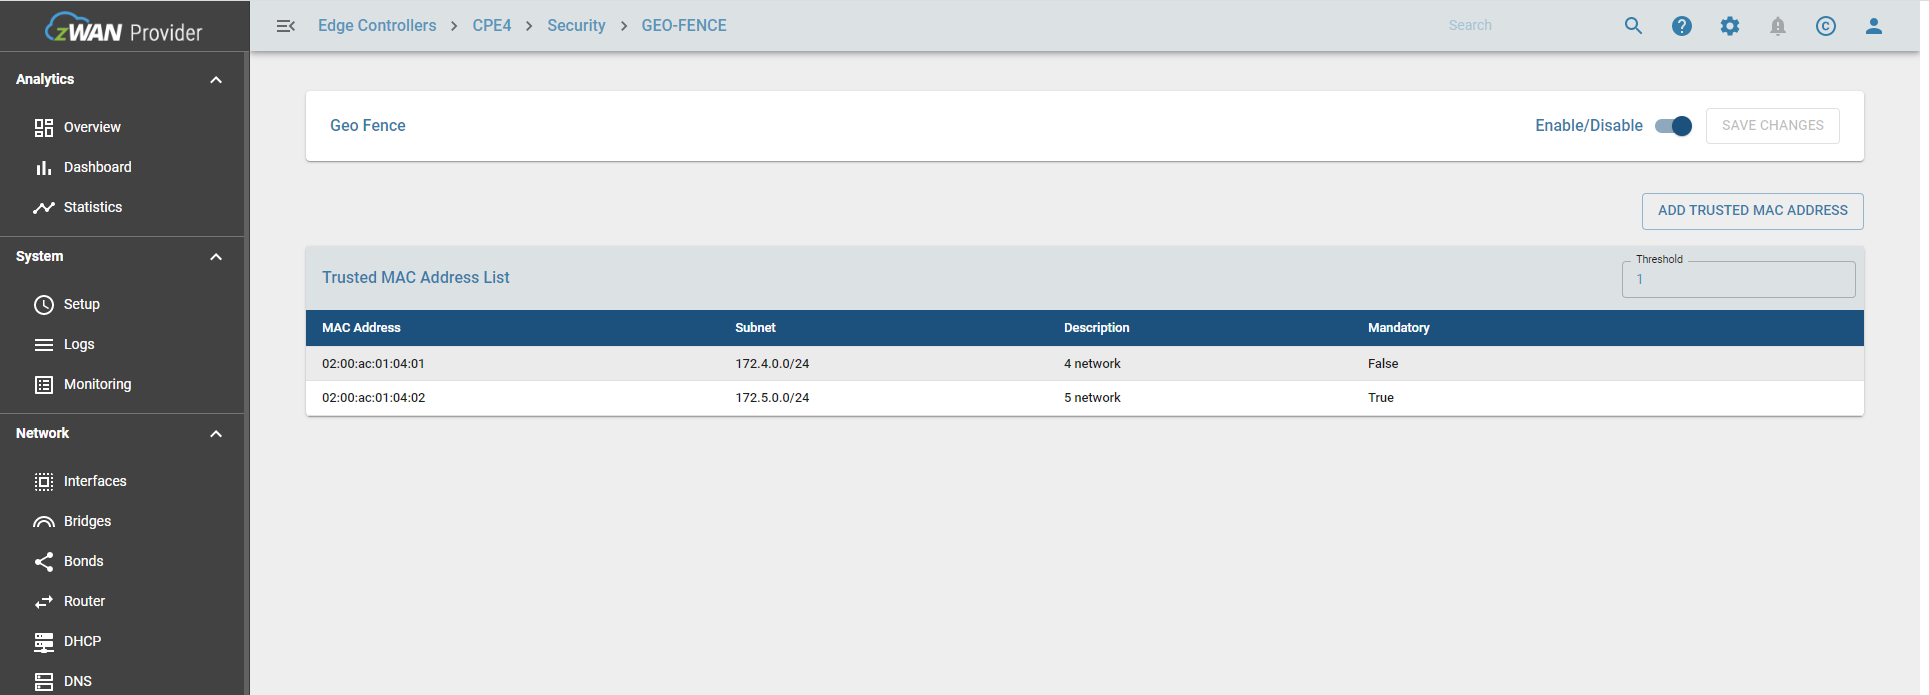 zWAN Provider
Edge Controllers > CPE4 > Security > GEO-FENCE
Search
Analytics
Overview
Dashboard
Statistics
System
Setup
Logs
Monitoring
Network
Interfaces
Bridges
Bonds
Router
DHCP
DNS
Geo Fence
Enable/Disable
SAVE CHANGES
ADD TRUSTED MAC ADDRESS
Trusted MAC Address List
Threshold
1
MAC Address Subnet Description Mandatory
02:00:ac:01:04:01 172.4.0.0/24 4 network False
02:00:ac:01:04:02 172.5.0.0/24 5 network True